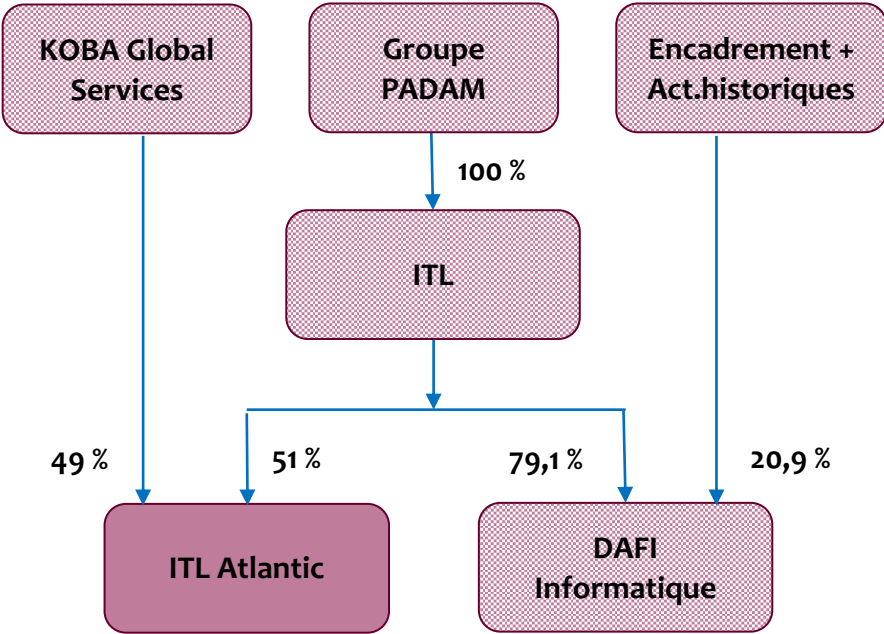 KOBA Global
Services
Groupe
PADAM
Encadrement +
Act.historiques
100 %
ITL
49 %
51 %
79,1 %
20,9 %
ITL Atlantic
DAFI
Informatique